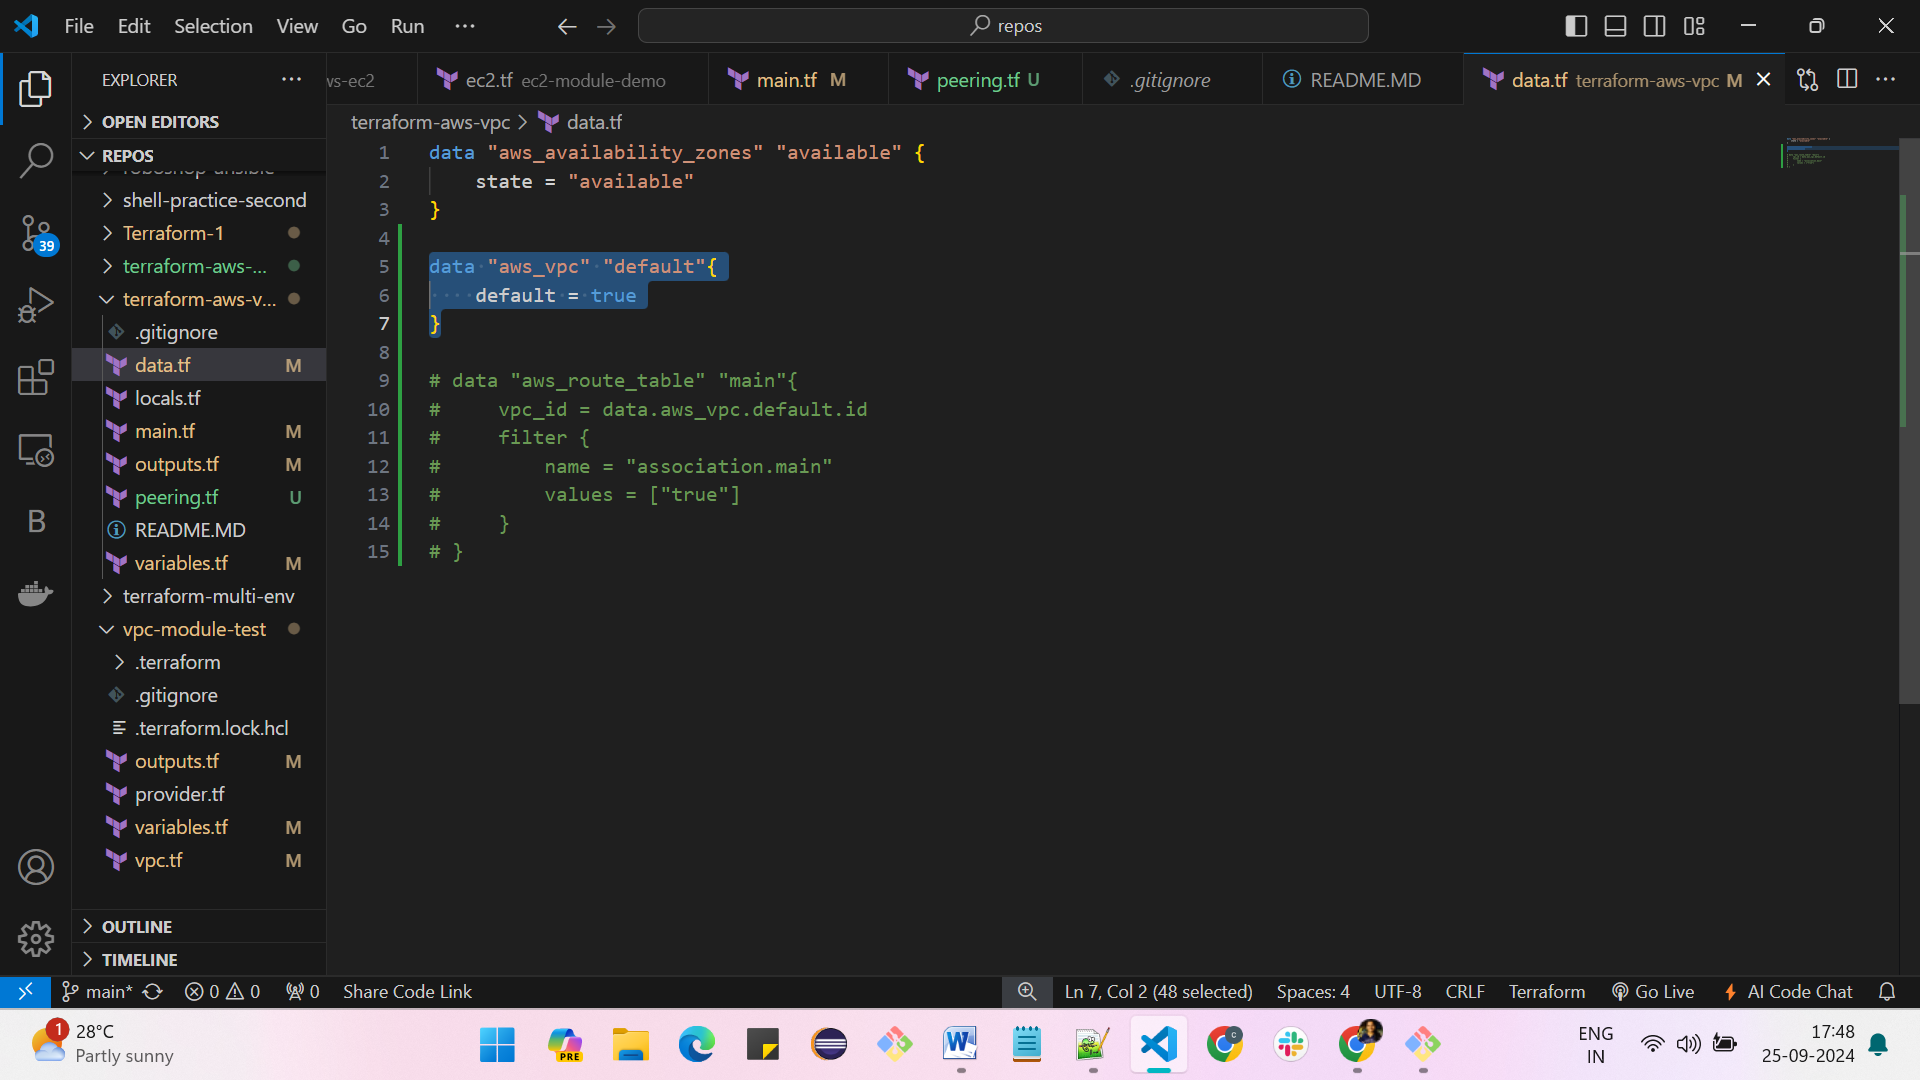 File Edit Selection View Go Run ···
repos
EXPLORER ···
ws-ec2
ec2.tf ec2-module-demo
main.tf M
peering.tf U
.gitignore
README.MD
data.tf terraform-aws-vpc M
OPEN EDITORS
REPOS
shell-practice-second
Terraform-1
terraform-aws-...
terraform-aws-v...
.gitignore
data.tf M
locals.tf
main.tf M
outputs.tf M
peering.tf U
README.MD
variables.tf M
terraform-multi-env
vpc-module-test
.terraform
.gitignore
.terraform.lock.hcl
outputs.tf M
provider.tf
variables.tf M
vpc.tf M
OUTLINE
TIMELINE
39
B
terraform-aws-vpc > data.tf
1 data "aws_availability_zones" "available" {
2 state = "available"
3 }
4
5 data "aws_vpc" "default"{
6 default = true
7 }
8
9 # data "aws_route_table" "main"{
10 # vpc_id = data.aws_vpc.default.id
11 # filter {
12 # name = "association.main"
13 # values = ["true"]
14 # }
15 # }
main* 0 0 0 Share Code Link
Ln 7, Col 2 (48 selected) Spaces: 4 UTF-8 CRLF Terraform Go Live AI Code Chat
1
28°C
Partly sunny
PRE
W
C
ENG
IN
17:48
25-09-2024